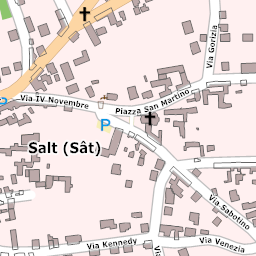 Via Gorizia
Via IV Novembre
Piazza San Martino
P
P
Salt (Sât)
Via Sabotino
Via Kennedy
Via Venezia